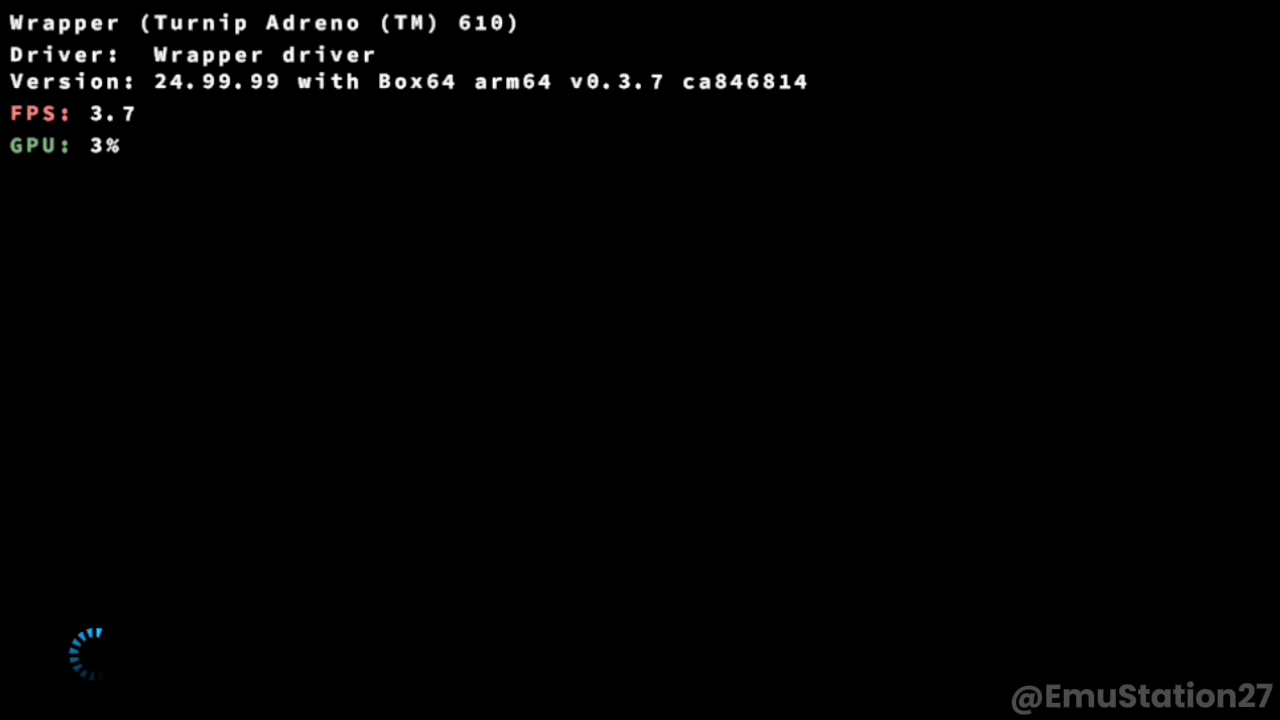 Wrapper (Turnip Adreno (TM) 610)
Driver: Wrapper driver
Version: 24.99.99 with Box64 arm64 v0.3.7 ca846814
FPS: 3.7
GPU: 3%
@EmuStation27